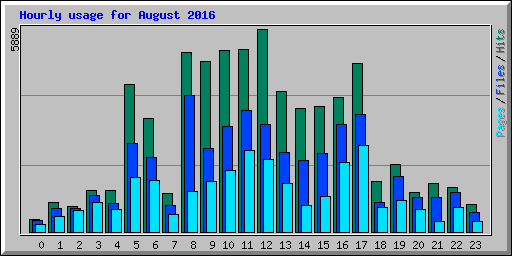 Hourly usage for August 2016
5889
Pages/Files/Hits
0 1 2 3 4 5 6 7 8 9 10 11 12 13 14 15 16 17 18 19 20 21 22 23